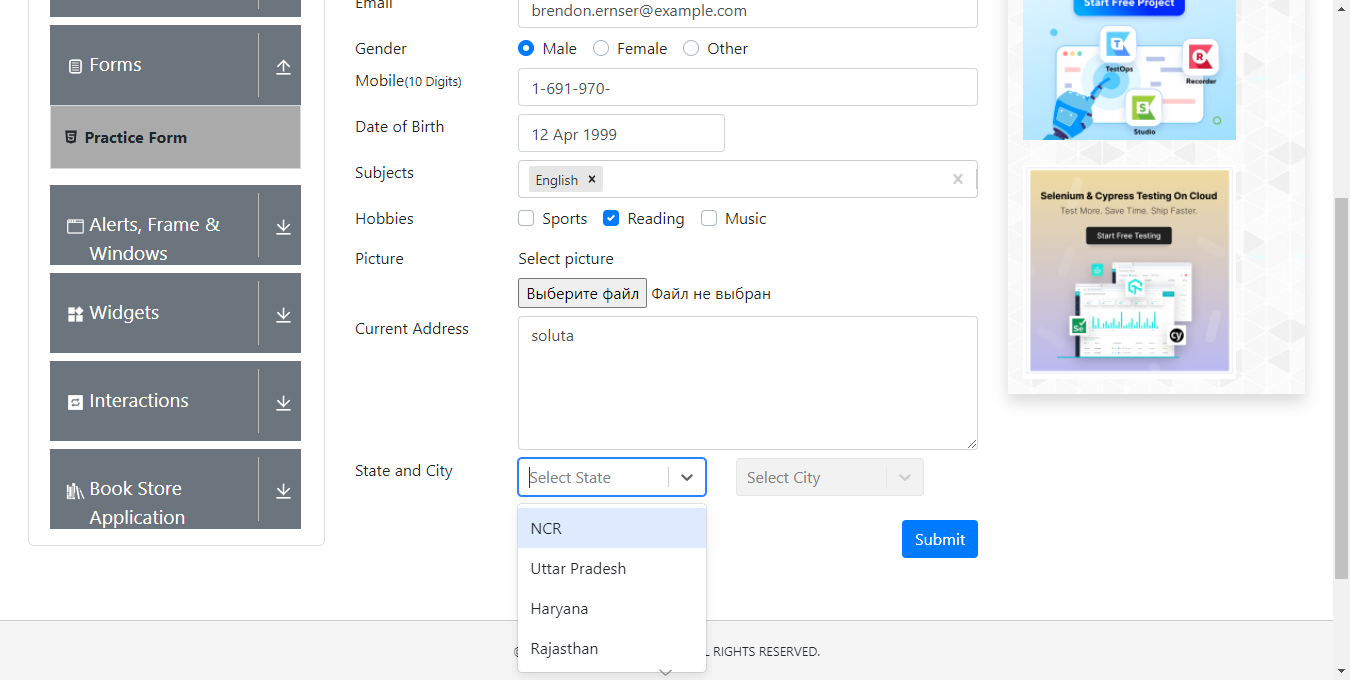 Email
brendon.ernser@example.com
Gender
Male
Female
Other
Mobile(10 Digits)
1-691-970-
Date of Birth
12 Apr 1999
Subjects
English ×
Hobbies
Sports
Reading
Music
Picture
Select picture
Выберите файл Файл не выбран
Current Address
soluta
State and City
Select State
Select City
NCR
Uttar Pradesh
Haryana
Rajasthan
Submit
Forms
Practice Form
Alerts, Frame &
Windows
Widgets
Interactions
Book Store
Application
Start Free Project
TestOps
Recorder
Studio
Selenium & Cypress Testing On Cloud
Test More. Save Time. Ship Faster.
Start Free Testing
Se
cy
RIGHTS RESERVED.